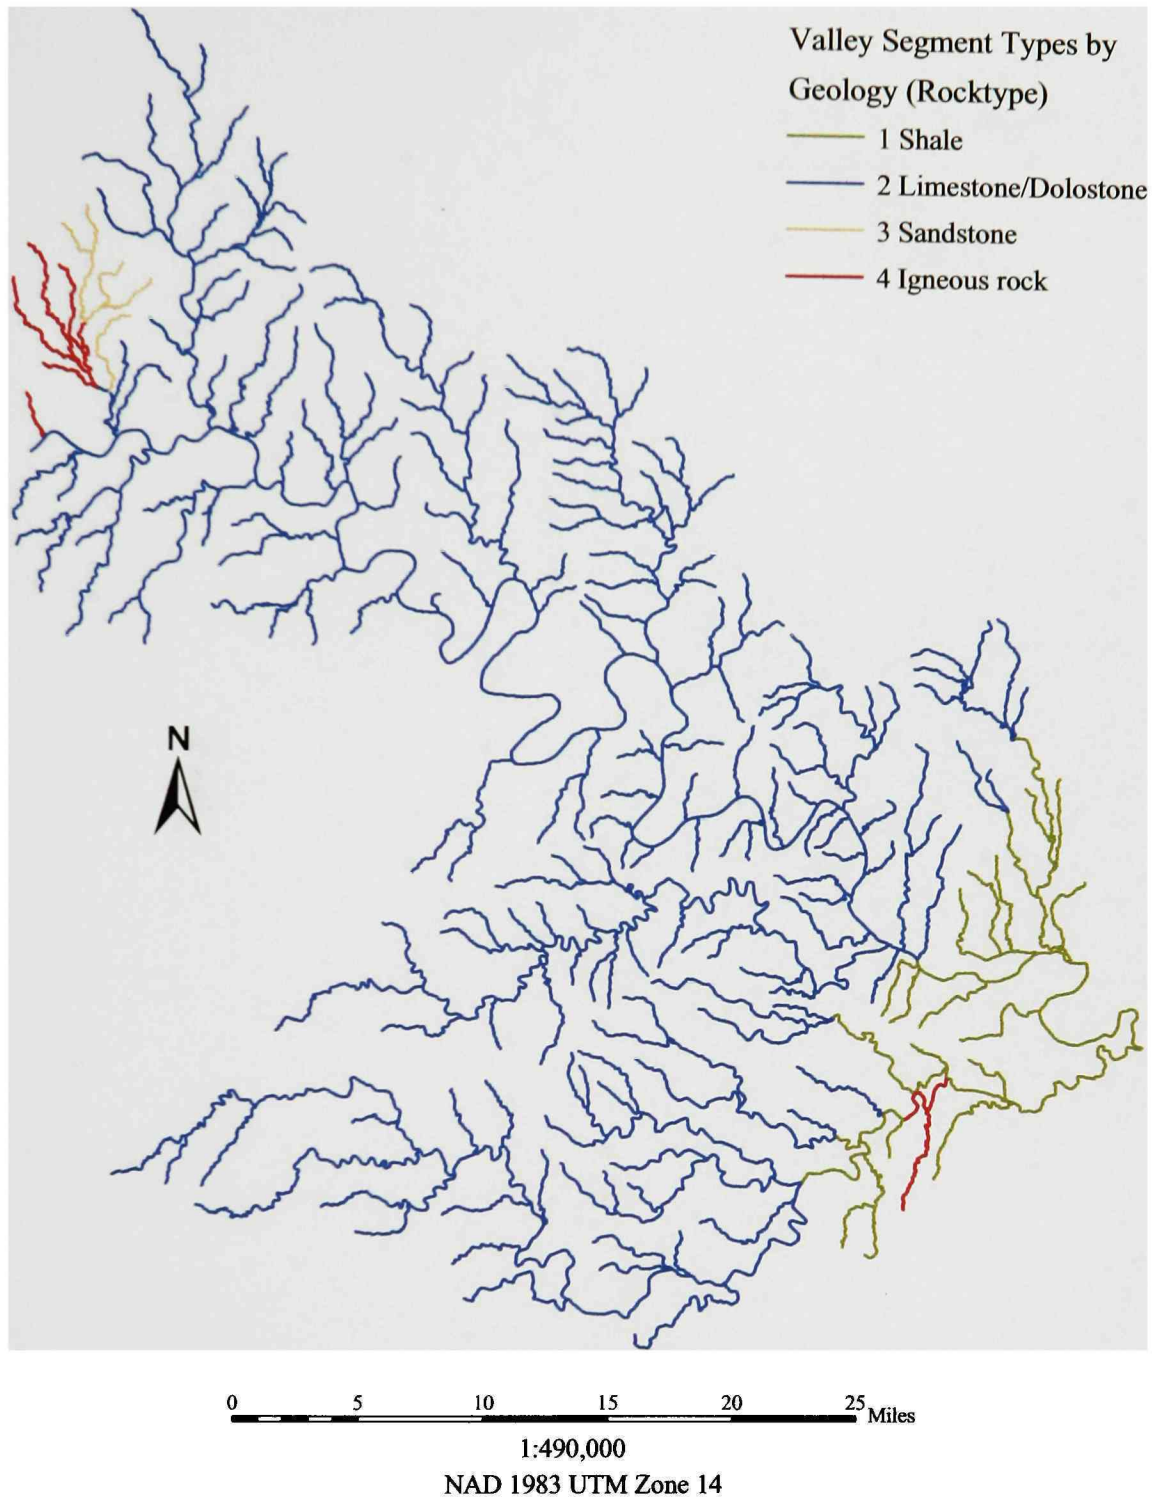 Valley Segment Types by
Geology (Rocktype)
1 Shale
2 Limestone/Dolostone
3 Sandstone
4 Igneous rock
N
0 5 10 15 20 25 Miles
1:490,000
NAD 1983 UTM Zone 14